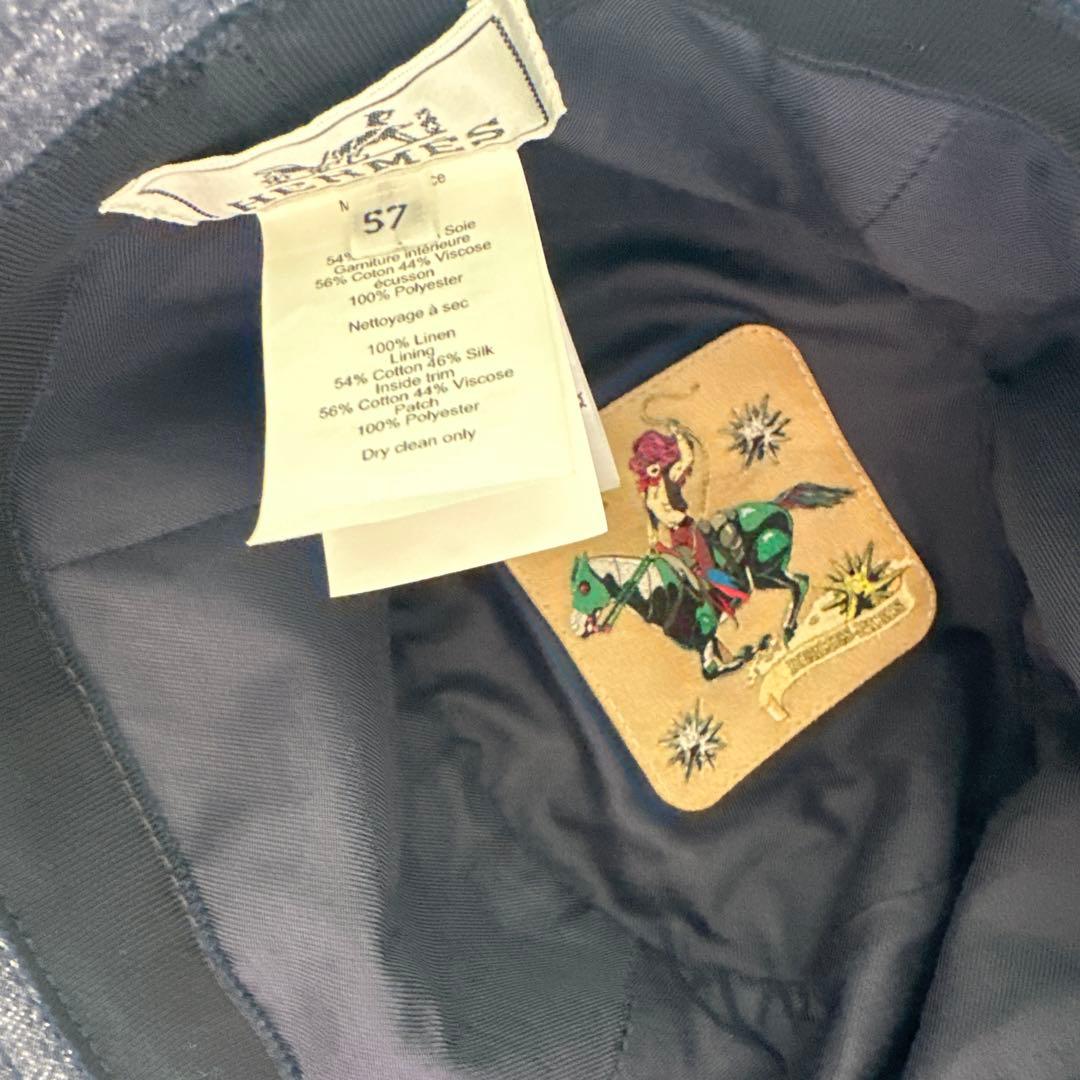 HERMES
57
54% Soie
Garniture intérieure
56% Coton 44% Viscose
écusson
100% Polyester
Nettoyage à sec
100% Linen
Lining
54% Cotton 46% Silk
Inside trim
56% Cotton 44% Viscose
Patch
100% Polyester
Dry clean only